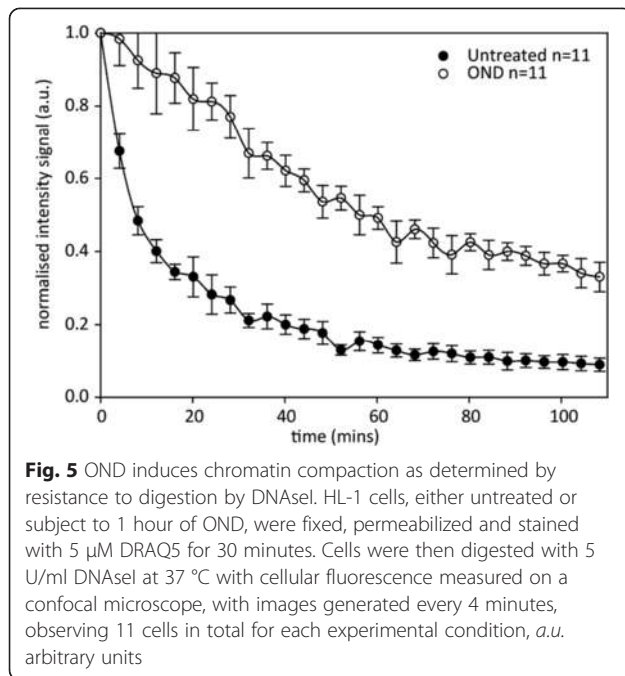 1.0
0.8
0.6
0.4
0.2
0.0
normalised intensity signal (a.u.)
Untreated n=11
OND n=11
0 20 40 60 80 100
time (mins)
Fig. 5 OND induces chromatin compaction as determined by
resistance to digestion by DNAseI. HL-1 cells, either untreated or
subject to 1 hour of OND, were fixed, permeabilized and stained
with 5 μM DRAQ5 for 30 minutes. Cells were then digested with 5
U/ml DNAseI at 37 °C with cellular fluorescence measured on a
confocal microscope, with images generated every 4 minutes,
observing 11 cells in total for each experimental condition, a.u.
arbitrary units